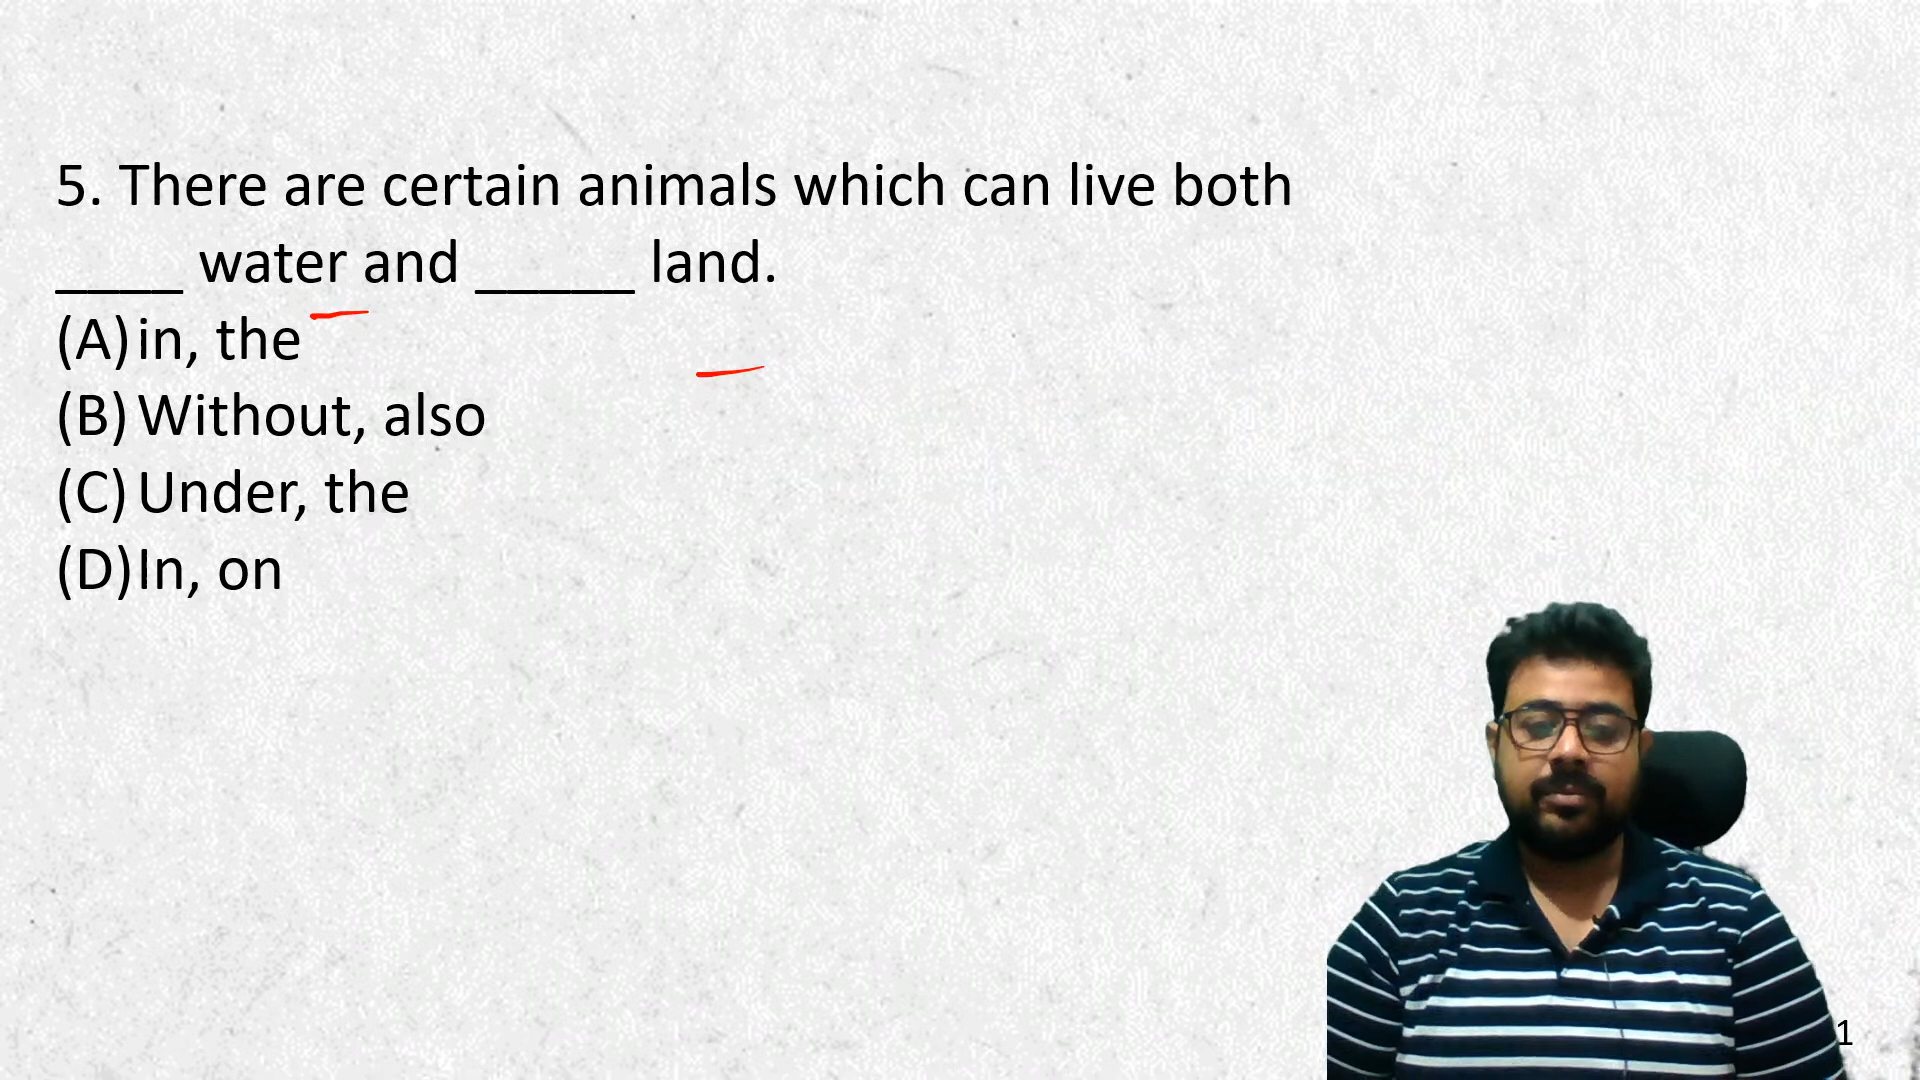 5. There are certain animals which can live both
____ water and _____ land.
(A) in, the
(B) Without, also
(C) Under, the
(D) In, on
1